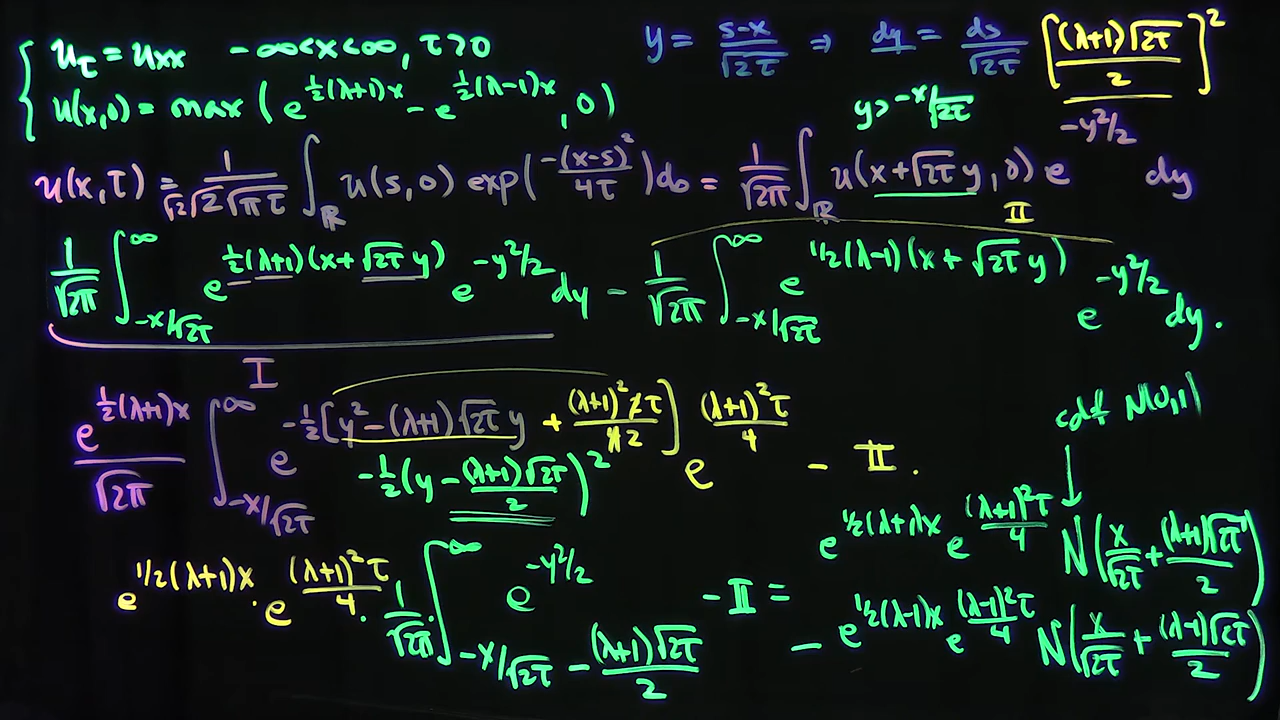 u_τ = u_xx   -∞<x<∞, τ>0
u(x,0) = max ( e^{½(λ+1)x} - e^{½(λ-1)x}, 0 )
y = (s-x)/√(2τ) ⇒ dy = ds/√(2τ)   [ (λ+1)√(2τ) / 2 ]²
y > -x/√(2τ)
u(x,τ) = 1/(√2 √2 √(πτ)) ∫_ℝ u(s,0) exp( -(x-s)²/4τ ) ds = 1/√(2π) ∫_ℝ u(x+√(2τ) y, 0) e^{-y²/2} dy
II
1/√(2π) ∫_{-x/√(2τ)}^∞ e^{½(λ+1)(x+√(2τ) y)} e^{-y²/2} dy - 1/√(2π) ∫_{-x/√(2τ)}^∞ e^{1/2(λ-1)(x+√(2τ) y)} e^{-y²/2} dy.
I
e^{½(λ+1)x}/√(2π) ∫_{-x/√(2τ)}^∞ e^{-½[y² - (λ+1)√(2τ) y + (λ+1)² 2τ/42]} e^{(λ+1)²τ/4} - II.
-½(y - (λ+1)√(2τ)/2)²
cdf N(0,1)
↓
e^{1/2(λ+1)x} · e^{(λ+1)²τ/4} · 1/√(2π) ∫_{-x/√(2τ) - (λ+1)√(2τ)/2}^∞ e^{-y²/2} - II = e^{1/2(λ+1)x} e^{(λ+1)²τ/4} N( x/√(2τ) + (λ+1)√(2τ)/2 )
- e^{1/2(λ-1)x} e^{(λ-1)²τ/4} N( x/√(2τ) + (λ-1)√(2τ)/2 )